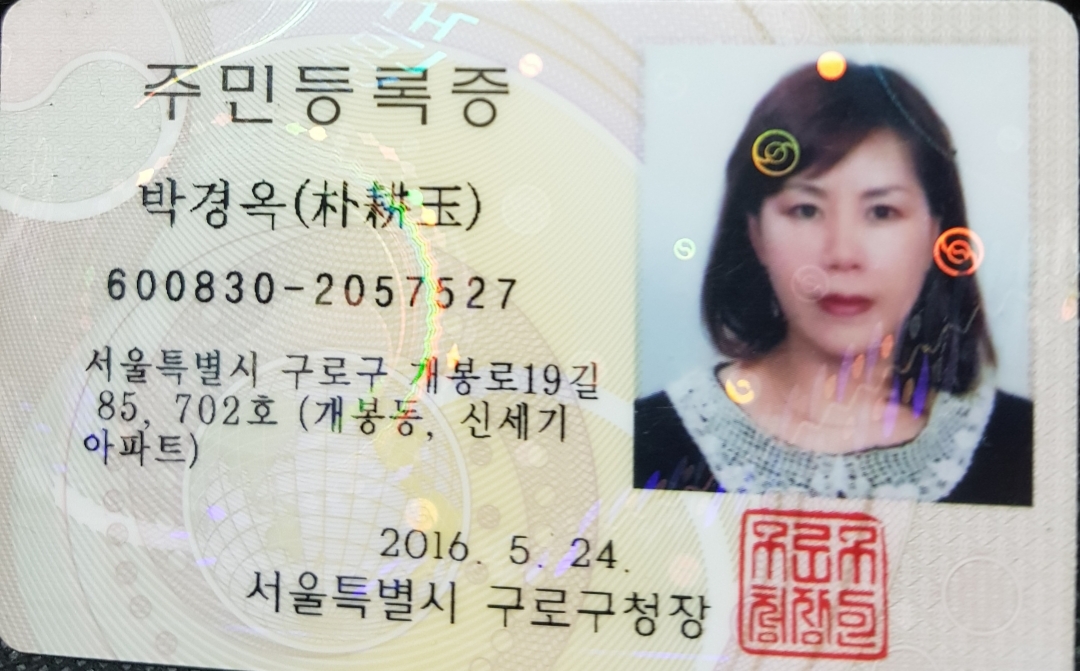 주민등록증
박경옥(朴耕玉)
600830-2057527
서울특별시 구로구 개봉로19길
85, 702호 (개봉동, 신세기
아파트)
2016. 5. 24.
서울특별시 구로구청장